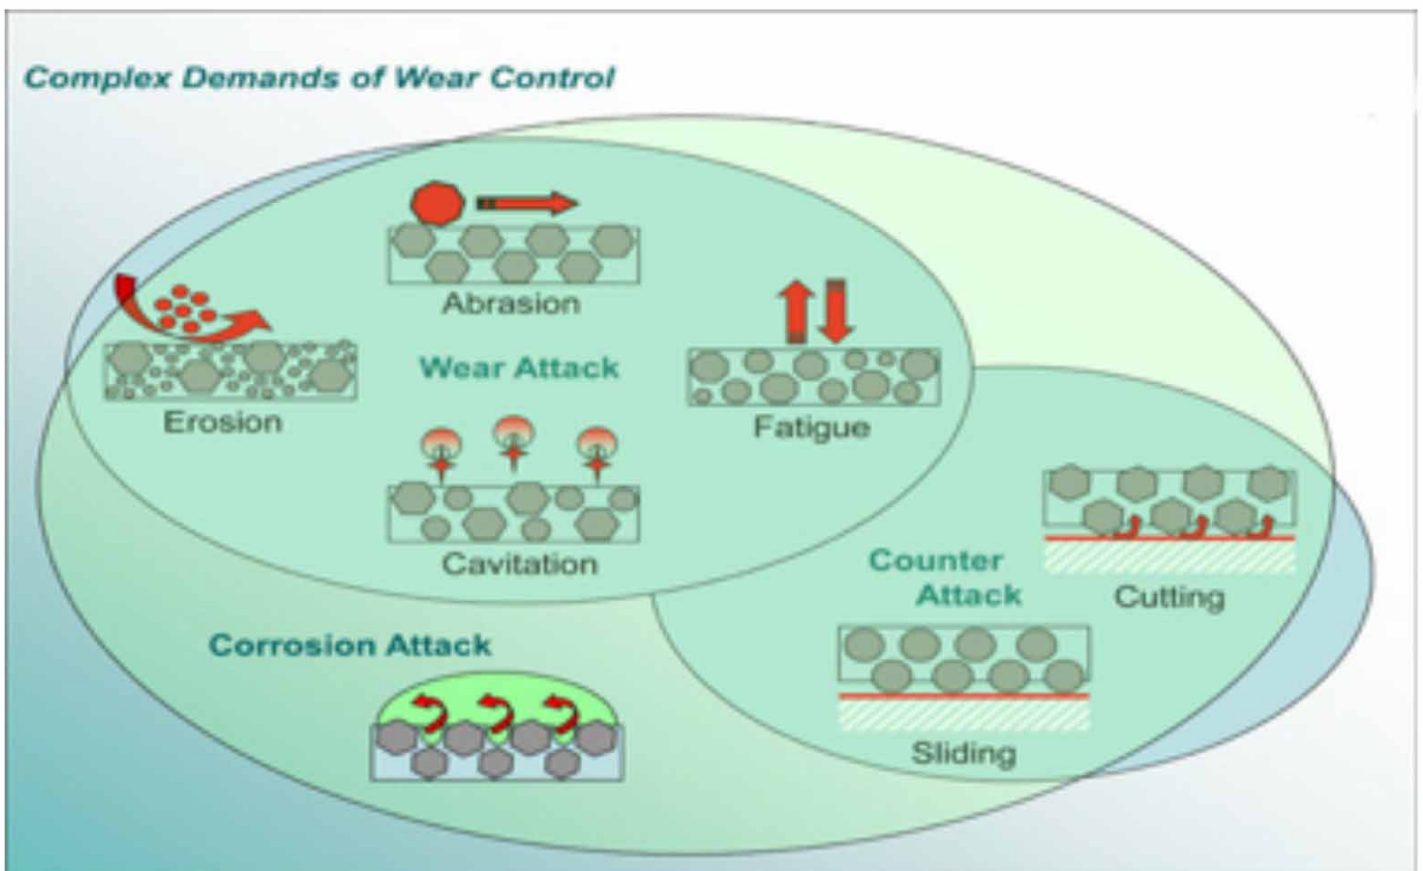 Complex Demands of Wear Control
Abrasion
Wear Attack
Erosion
Fatigue
Cavitation
Counter
Attack
Cutting
Corrosion Attack
Sliding